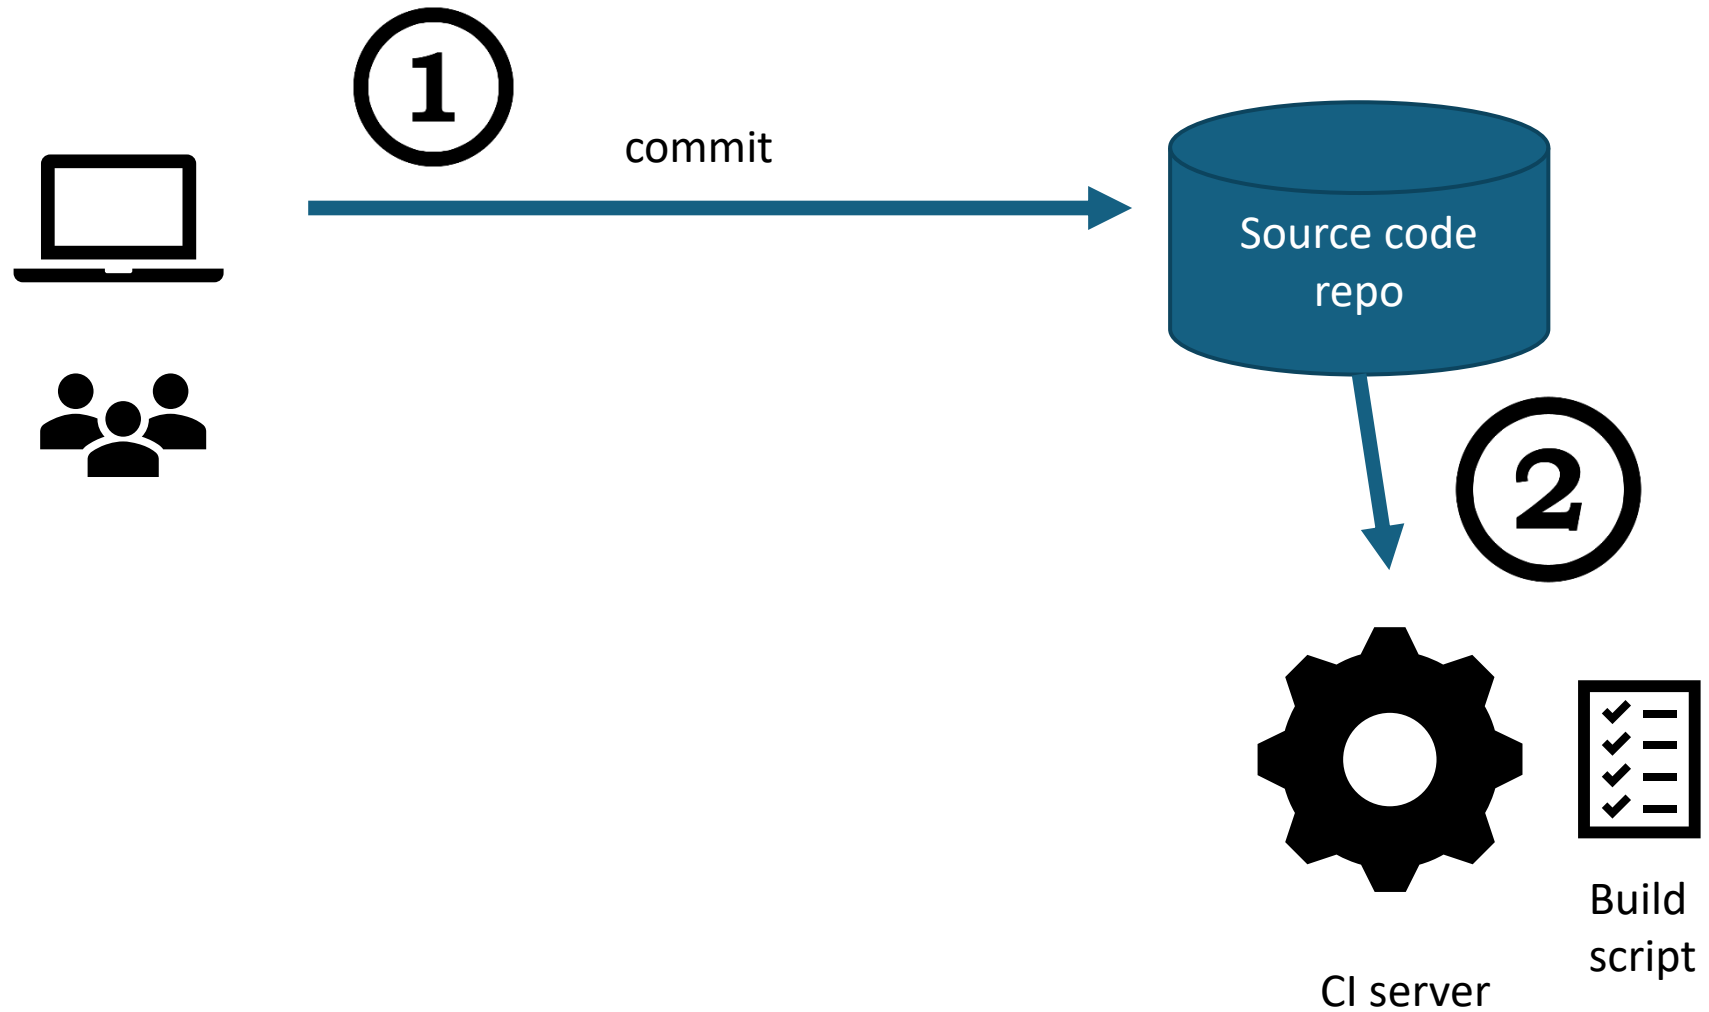 1
commit
Source code
repo
2
Build
script
CI server